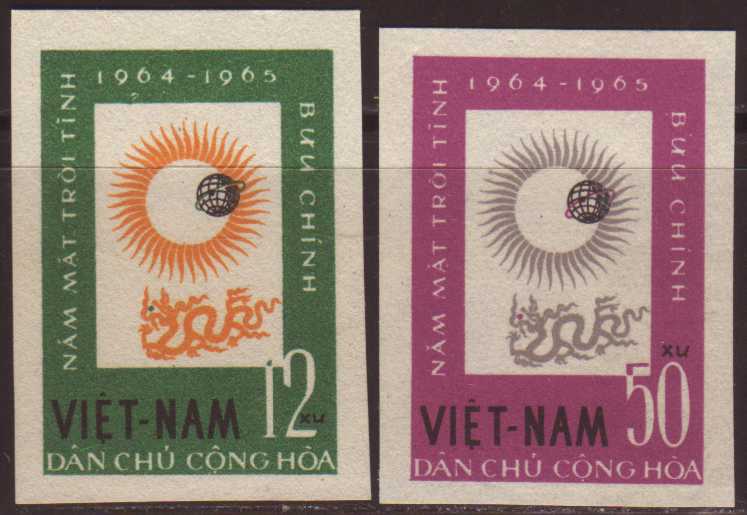 1964-1965
NĂM MẶT TRỜI TĨNH
BƯU CHÍNH
12 xu
VIỆT-NAM
DÂN CHỦ CỘNG HÒA
1964-1965
NĂM MẶT TRỜI TĨNH
BƯU CHÍNH
xu
50
VIỆT-NAM
DÂN CHỦ CỘNG HÒA